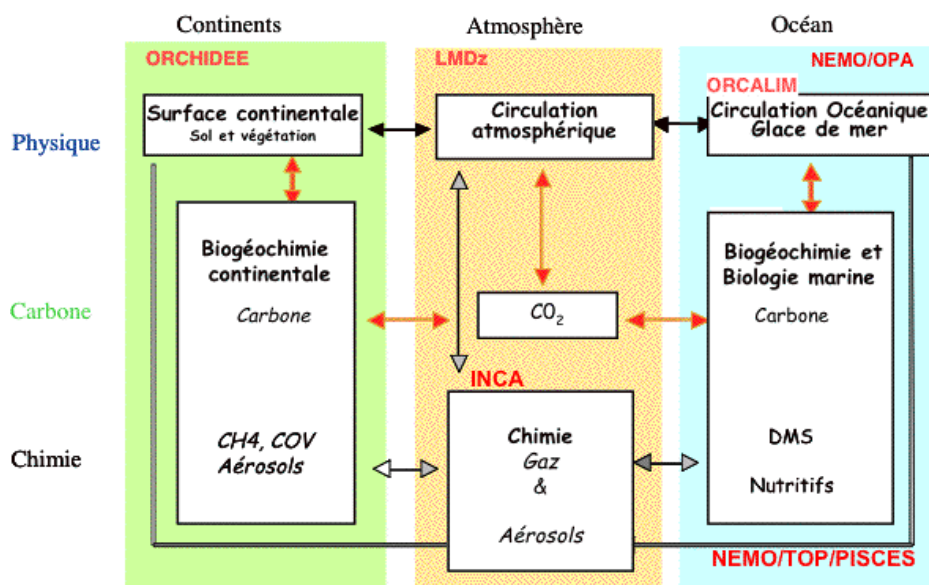 Continents
Atmosphère
Océan
ORCHIDEE
LMDz
NEMO/OPA
ORCALIM
Physique
Surface continentale
Sol et végétation
Circulation
atmosphérique
Circulation Océanique
Glace de mer
Biogéochimie
continentale
Biogéochimie et
Biologie marine
Carbone
Carbone
CO₂
Carbone
INCA
Chimie
CH4, COV
Aérosols
Chimie
Gaz
&
Aérosols
DMS
Nutritifs
NEMO/TOP/PISCES